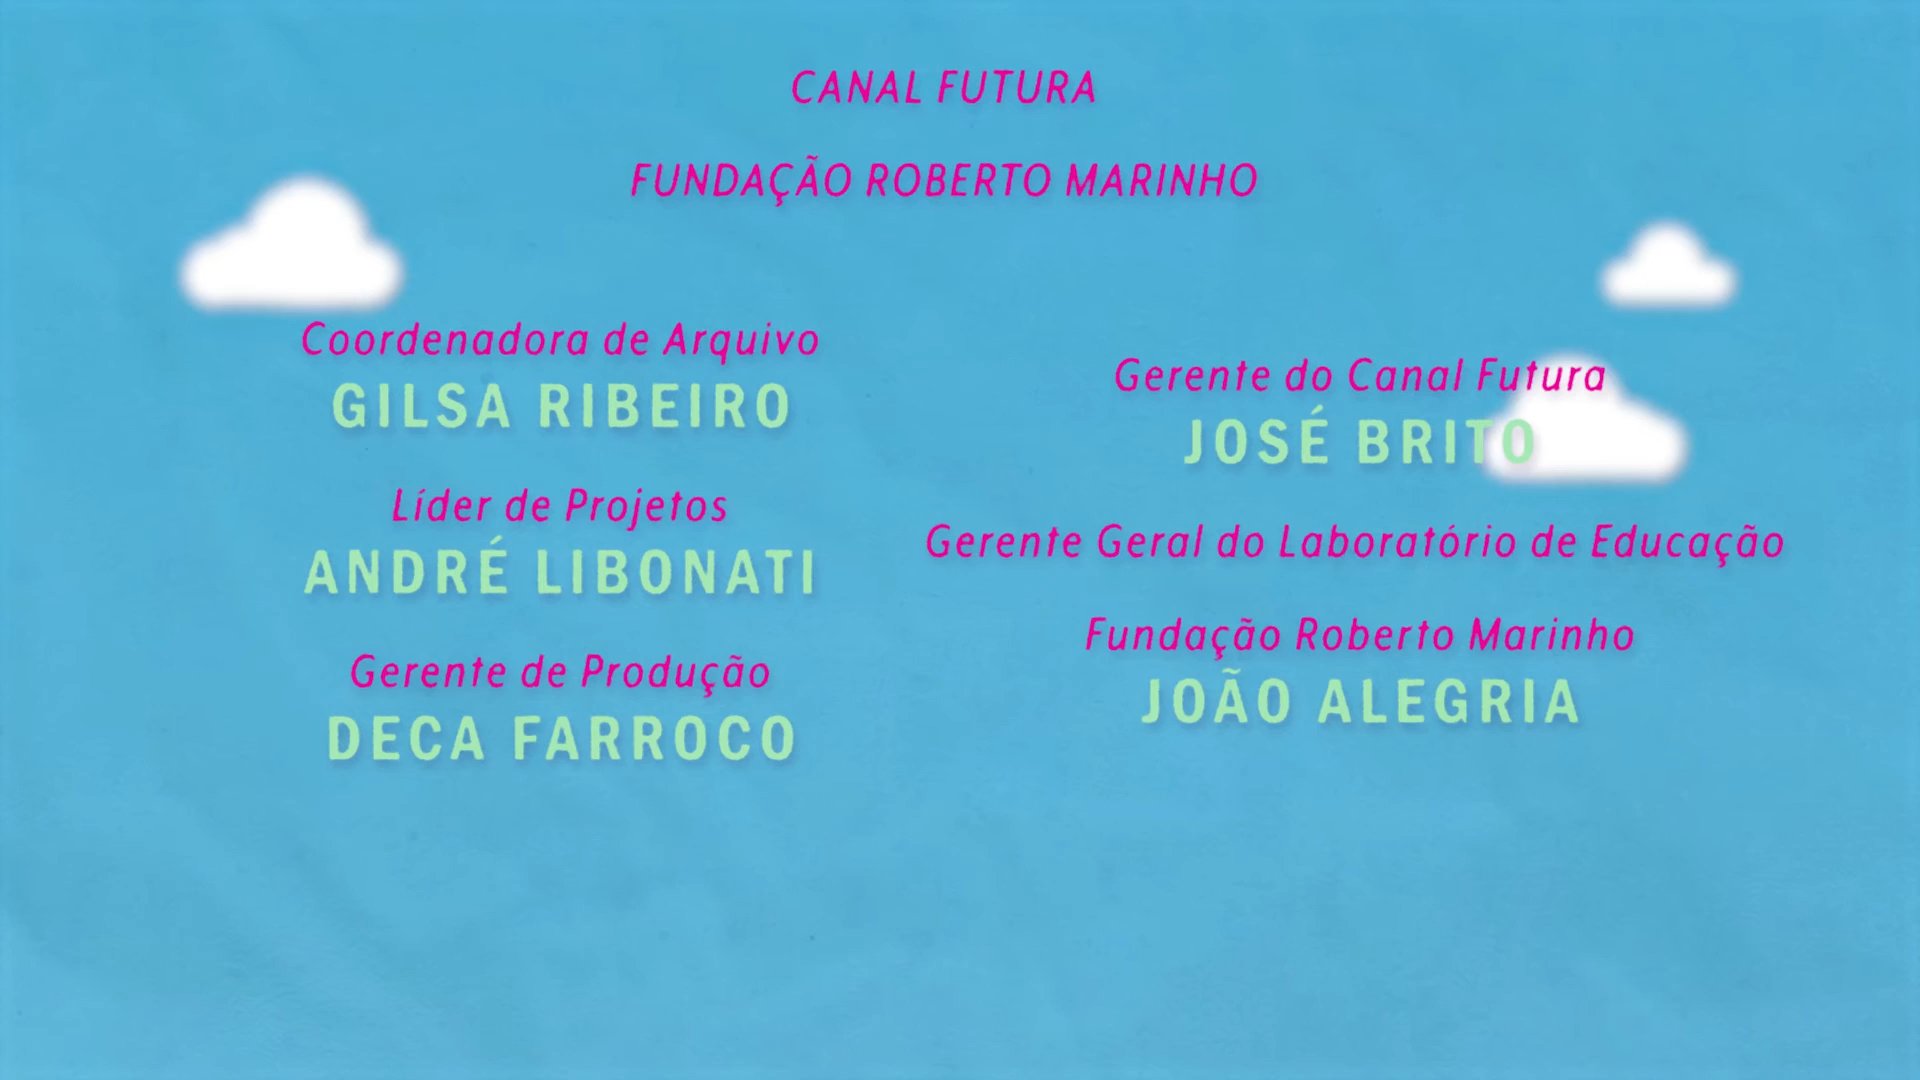 CANAL FUTURA
FUNDAÇÃO ROBERTO MARINHO
Coordenadora de Arquivo
GILSA RIBEIRO
Líder de Projetos
ANDRÉ LIBONATI
Gerente de Produção
DECA FARROCO
Gerente do Canal Futura
JOSÉ BRITO
Gerente Geral do Laboratório de Educação
Fundação Roberto Marinho
JOÃO ALEGRIA